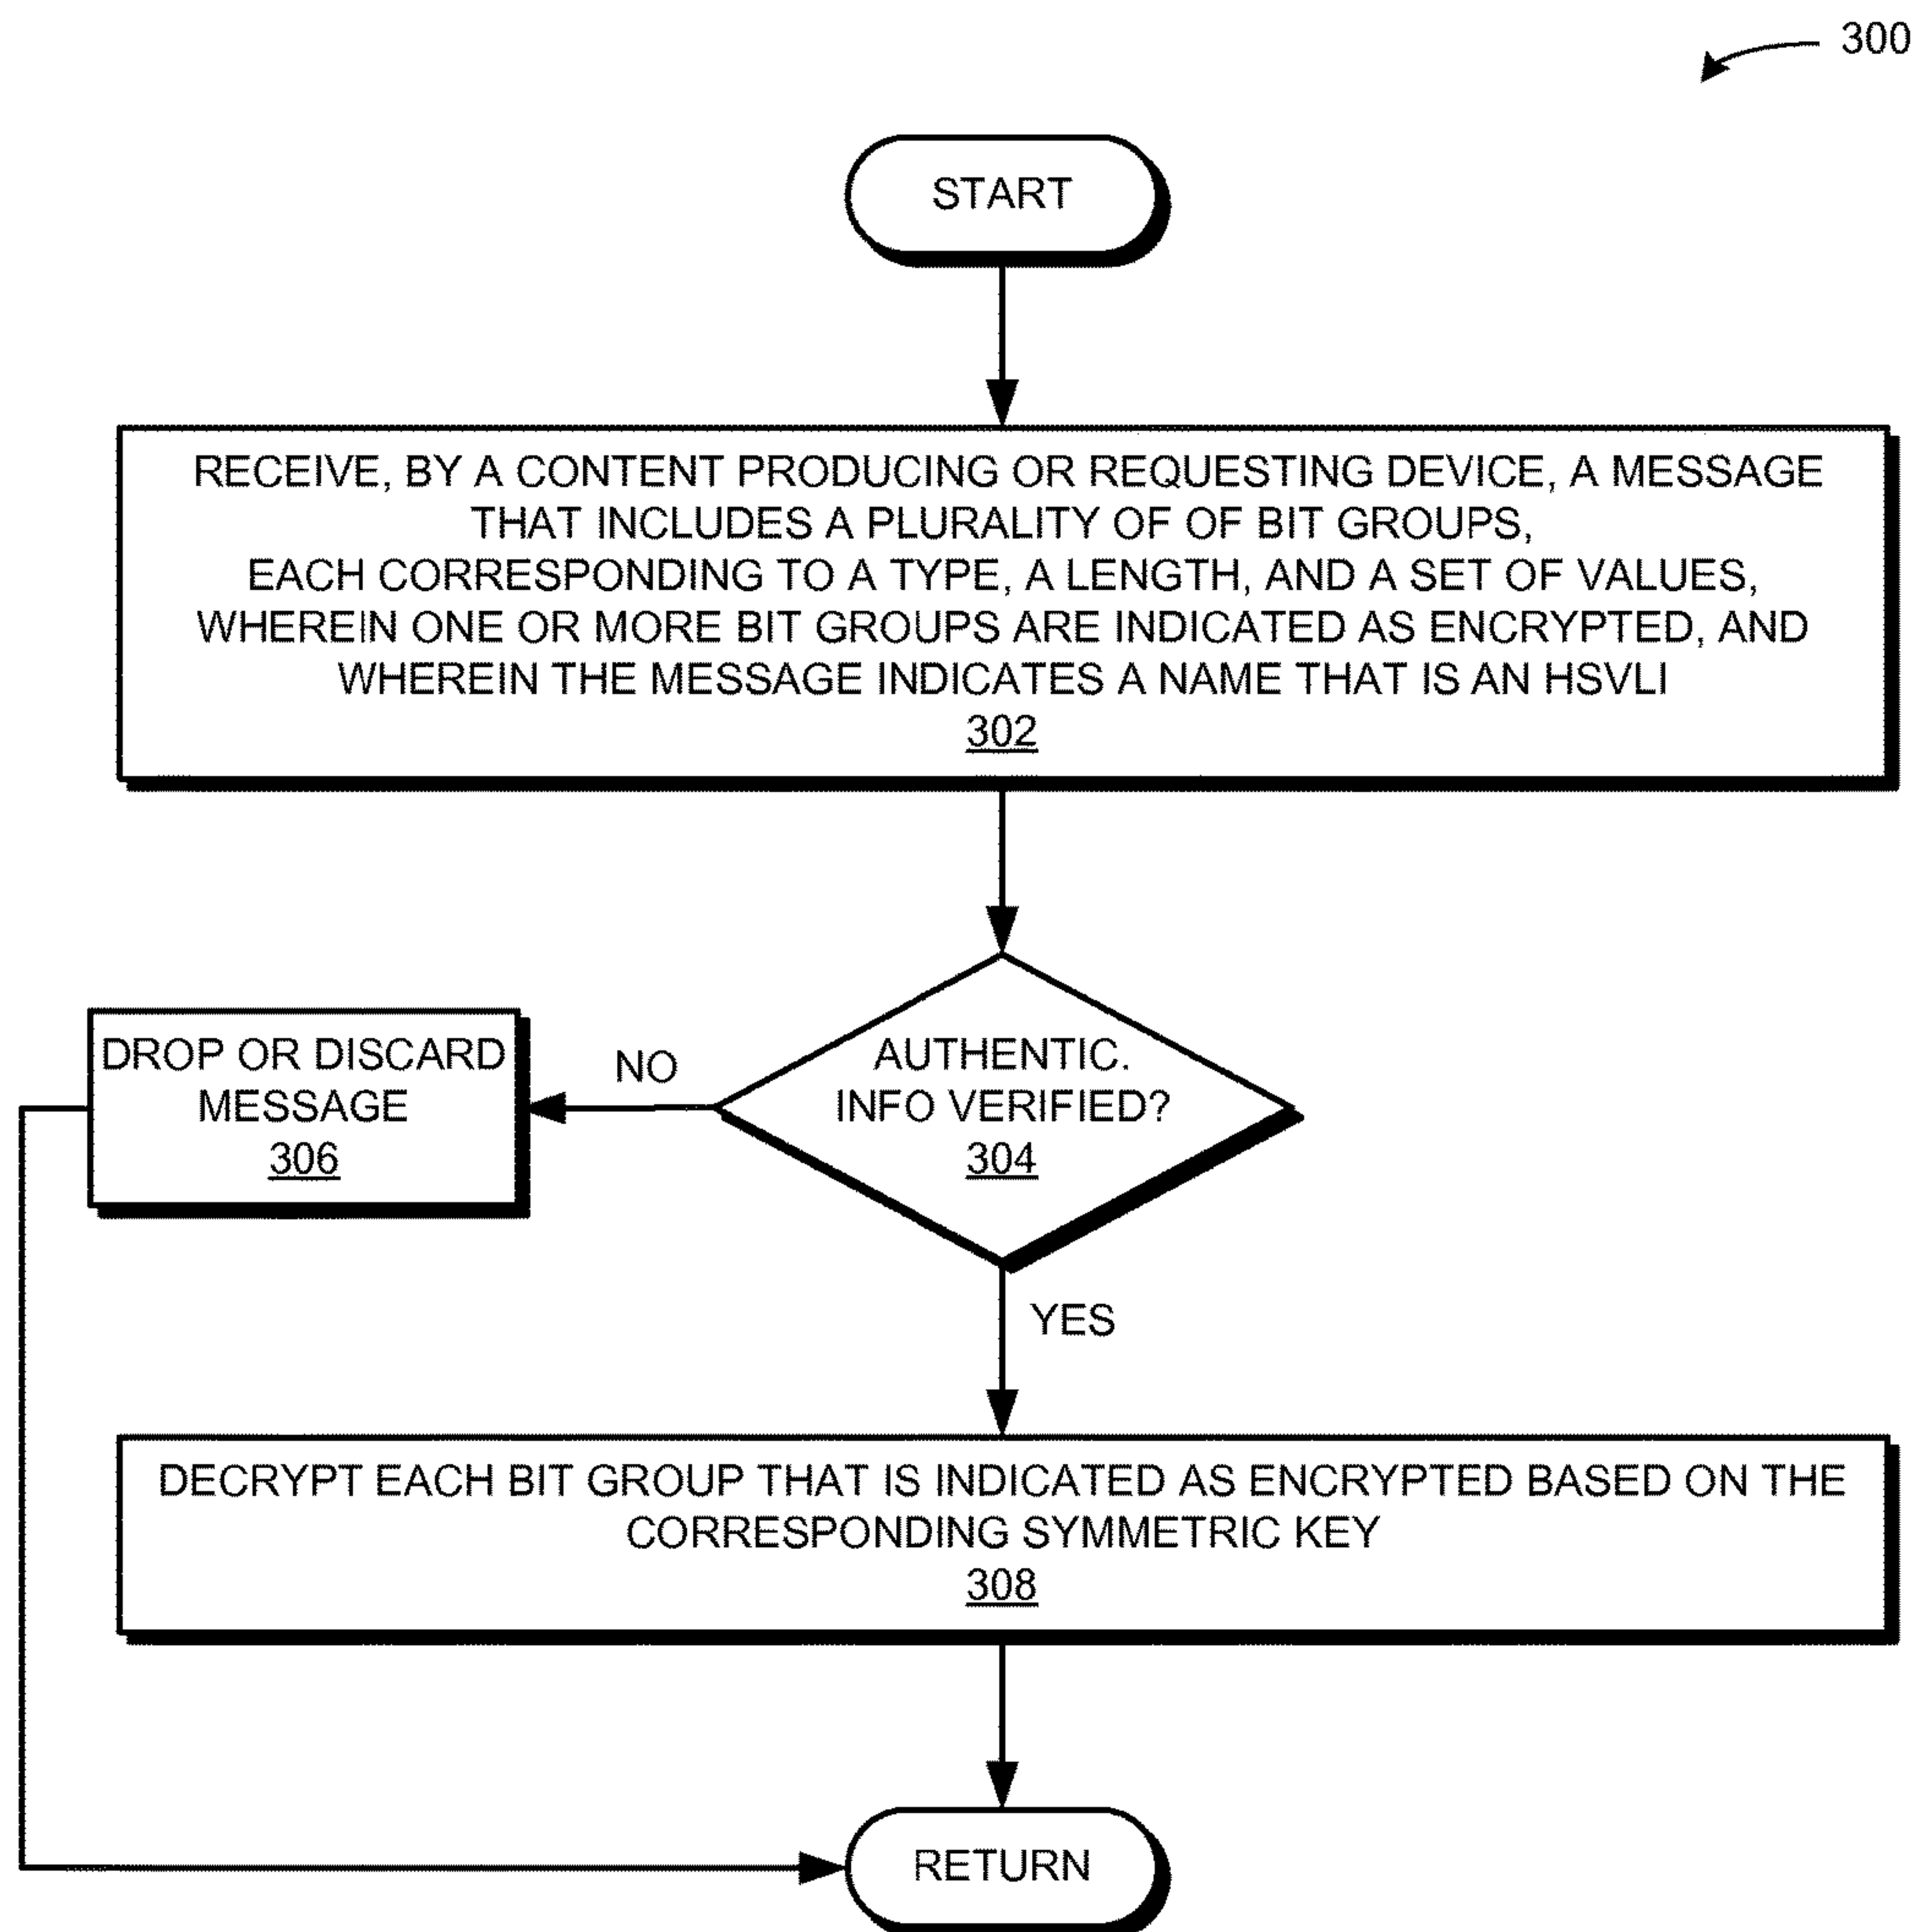 300
START
RECEIVE, BY A CONTENT PRODUCING OR REQUESTING DEVICE, A MESSAGE
THAT INCLUDES A PLURALITY OF OF BIT GROUPS,
EACH CORRESPONDING TO A TYPE, A LENGTH, AND A SET OF VALUES,
WHEREIN ONE OR MORE BIT GROUPS ARE INDICATED AS ENCRYPTED, AND
WHEREIN THE MESSAGE INDICATES A NAME THAT IS AN HSVLI
302
AUTHENTIC.
INFO VERIFIED?
304
NO
DROP OR DISCARD
MESSAGE
306
YES
DECRYPT EACH BIT GROUP THAT IS INDICATED AS ENCRYPTED BASED ON THE
CORRESPONDING SYMMETRIC KEY
308
RETURN